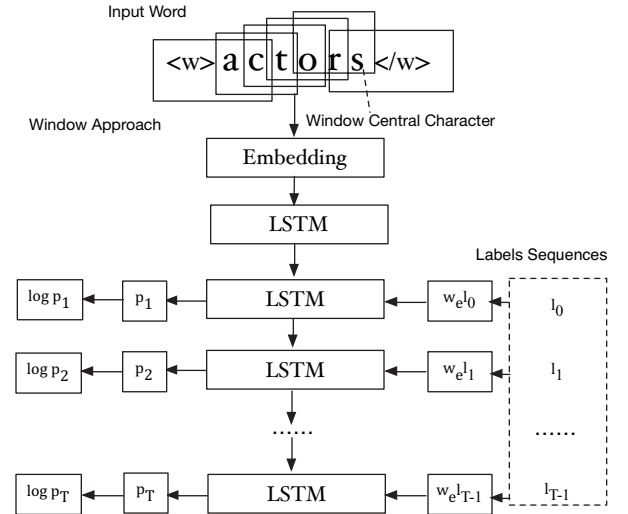 Input Word
<w> a c t o r s </w>
Window Approach
Window Central Character
Embedding
LSTM
Labels Sequences
log p1 p1 LSTM wel0 l0
log p2 p2 LSTM wel1 l1
...... ......
log pT pT LSTM welT-1 lT-1